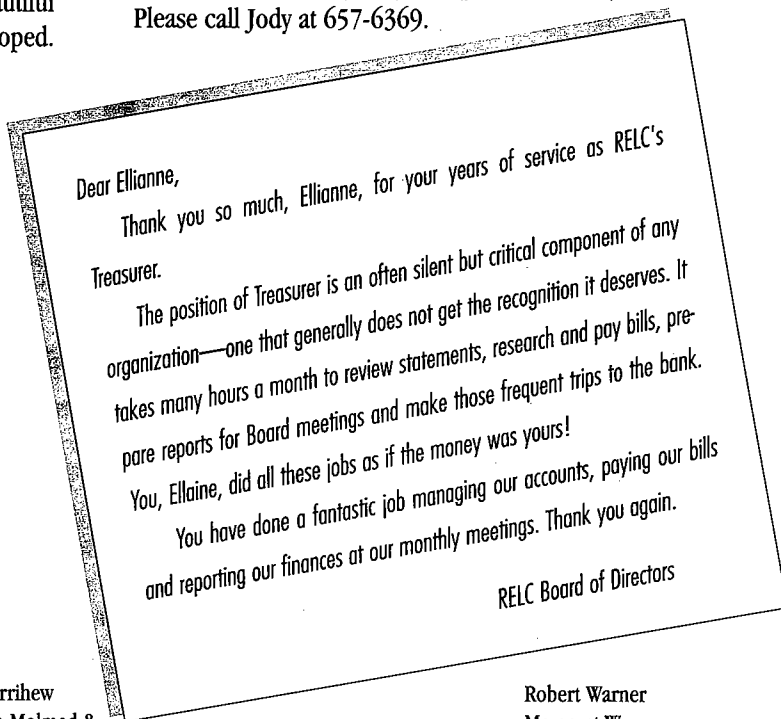 oped.
Please call Jody at 657-6369.
Dear Ellianne,
Thank you so much, Ellianne, for your years of service as RELC's
Treasurer.
The position of Treasurer is an often silent but critical component of any
organization—one that generally does not get the recognition it deserves. It
takes many hours a month to review statements, research and pay bills, pre-
pare reports for Board meetings and make those frequent trips to the bank.
You, Ellaine, did all these jobs as if the money was yours!
You have done a fantastic job managing our accounts, paying our bills
and reporting our finances at our monthly meetings. Thank you again.
RELC Board of Directors
rrihew
Robert Warner